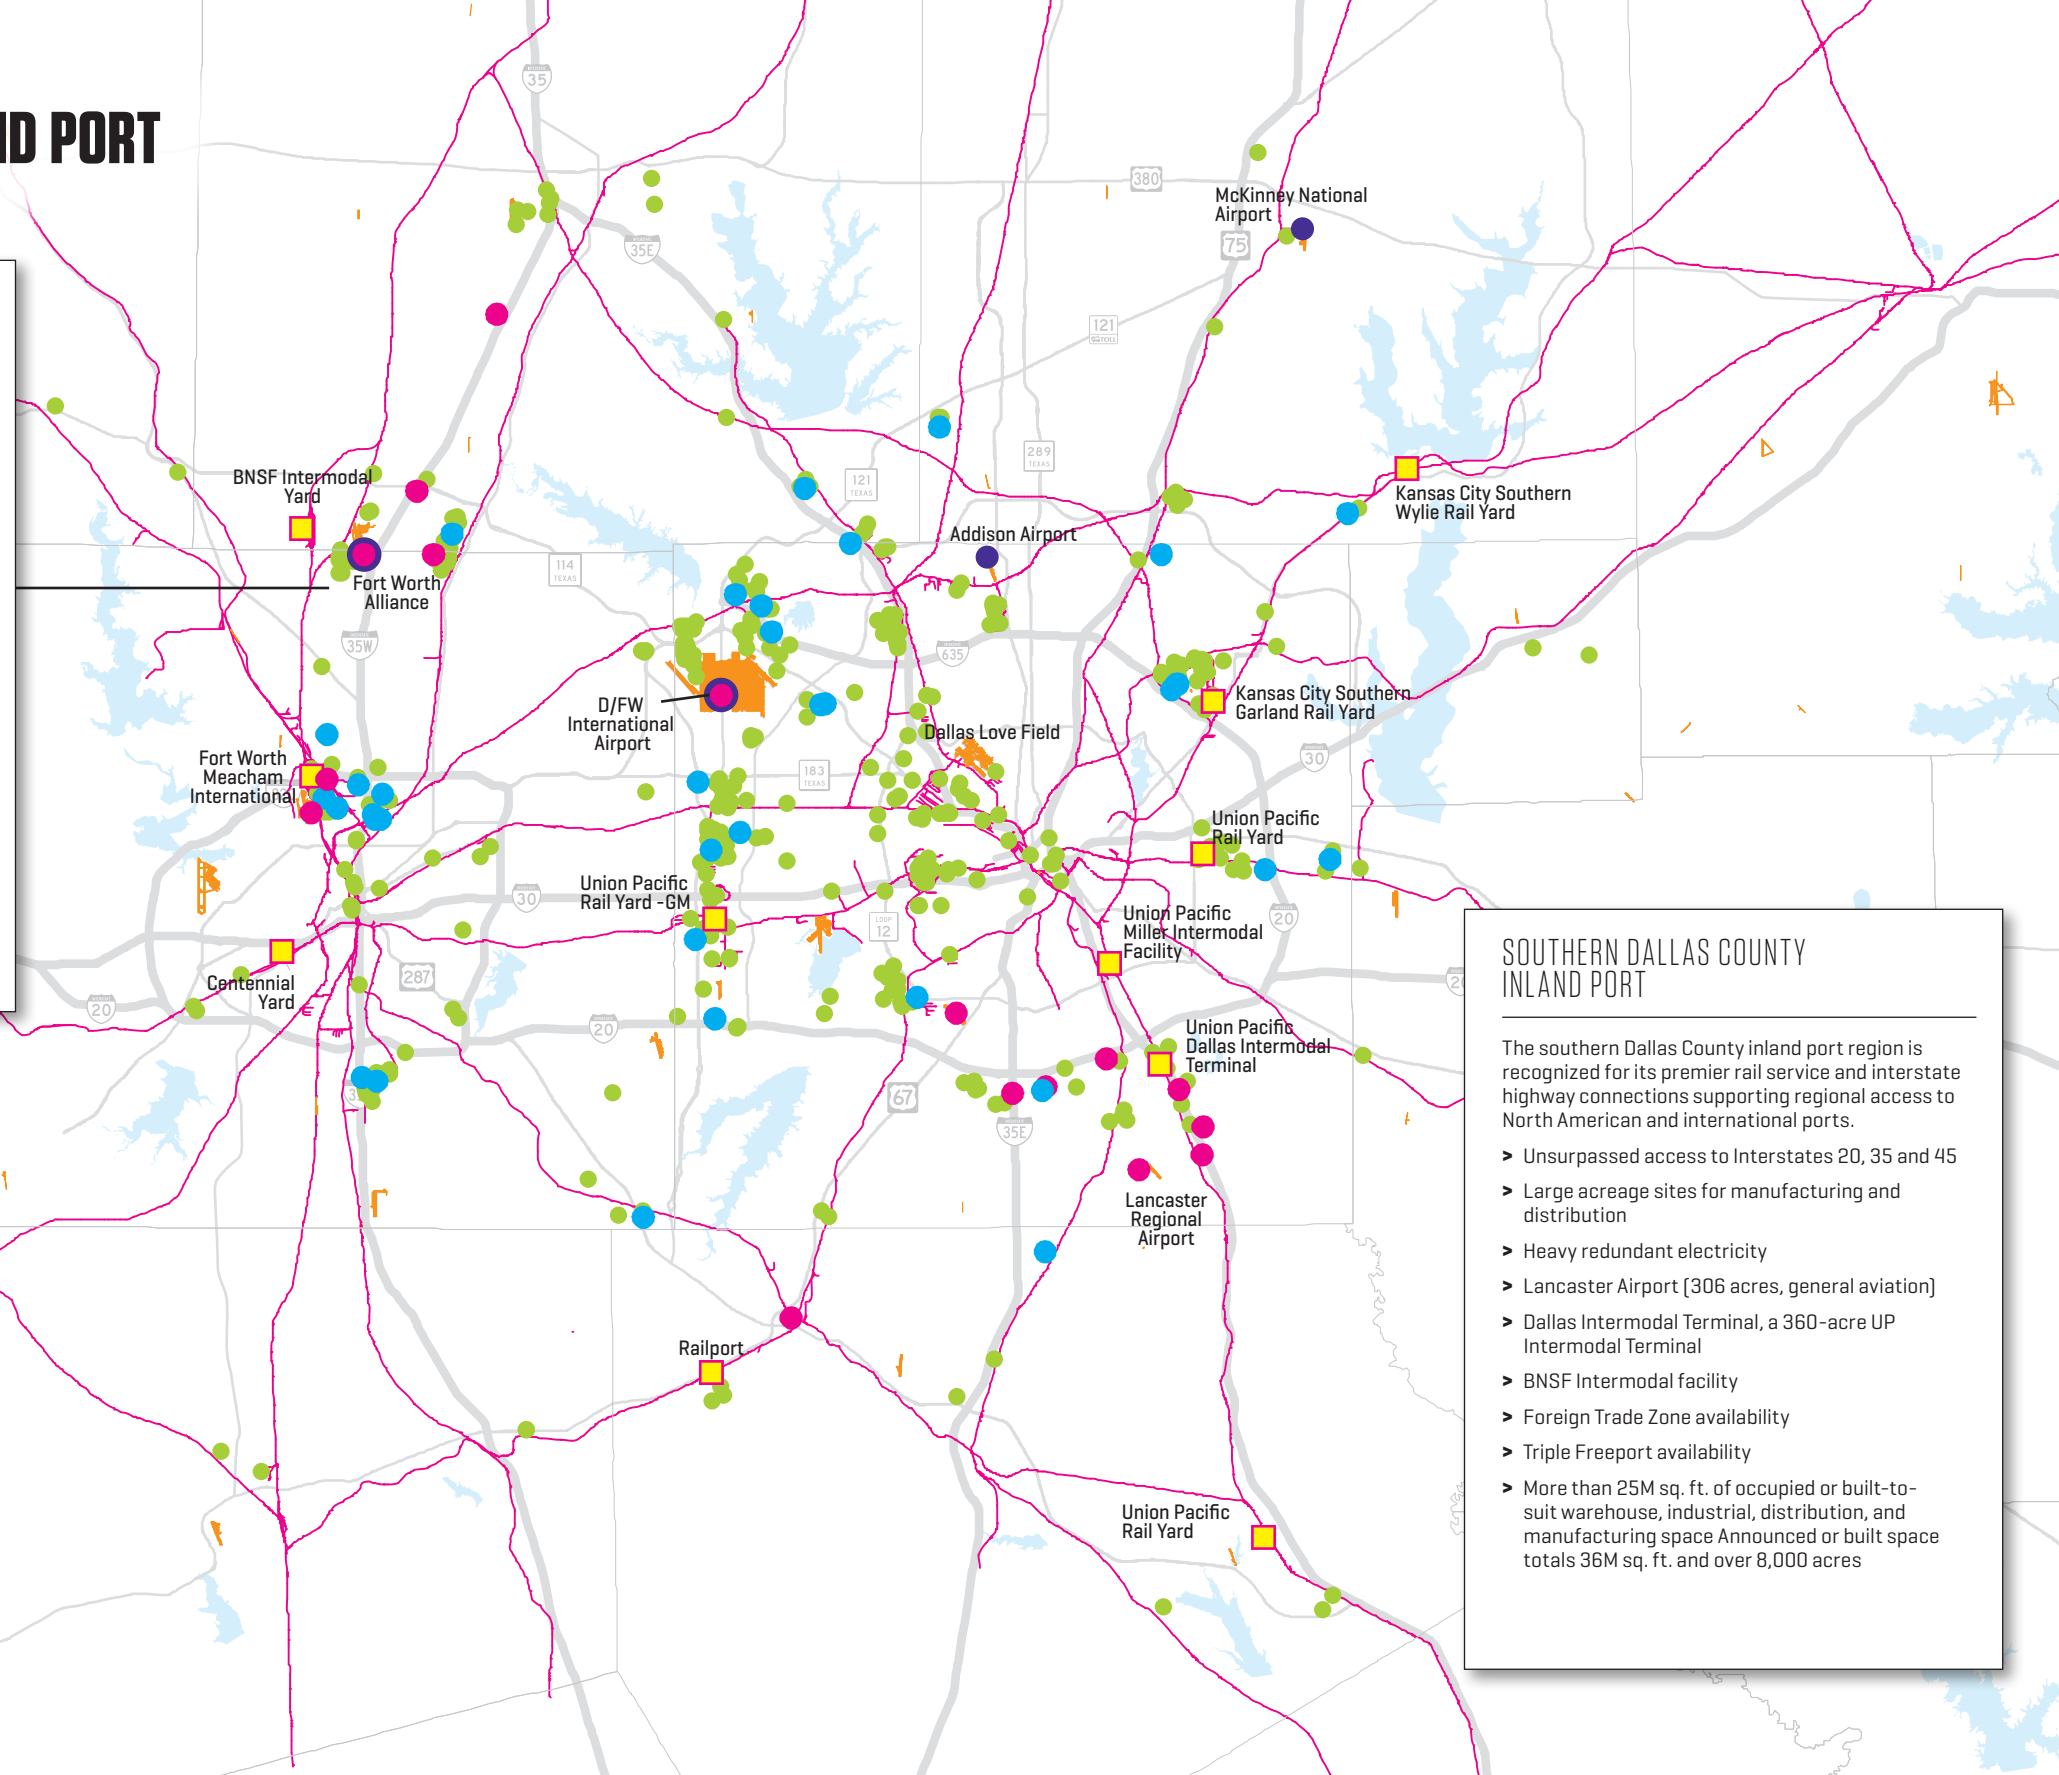 ND PORT
35
380
McKinney National
Airport
35E
75
121
TOLL
BNSF Intermodal
Yard
289
TEXAS
121
TEXAS
Kansas City Southern
Wylie Rail Yard
Addison Airport
114
TEXAS
Fort Worth
Alliance
35W
635
D/FW
International
Airport
Kansas City Southern
Garland Rail Yard
Dallas Love Field
30
Fort Worth
Meacham
International
183
TEXAS
Union Pacific
Rail Yard
Union Pacific
Rail Yard -GM
30
LOOP
12
20
Union Pacific
Miller Intermodal
Facility
287
Centennial
Yard
20
20
20
Union Pacific
Dallas Intermodal
Terminal
67
35E
Lancaster
Regional
Airport
Railport
Union Pacific
Rail Yard
SOUTHERN DALLAS COUNTY
INLAND PORT
The southern Dallas County inland port region is
recognized for its premier rail service and interstate
highway connections supporting regional access to
North American and international ports.
> Unsurpassed access to Interstates 20, 35 and 45
> Large acreage sites for manufacturing and
distribution
> Heavy redundant electricity
> Lancaster Airport (306 acres, general aviation)
> Dallas Intermodal Terminal, a 360-acre UP
Intermodal Terminal
> BNSF Intermodal facility
> Foreign Trade Zone availability
> Triple Freeport availability
> More than 25M sq. ft. of occupied or built-to-
suit warehouse, industrial, distribution, and
manufacturing space Announced or built space
totals 36M sq. ft. and over 8,000 acres